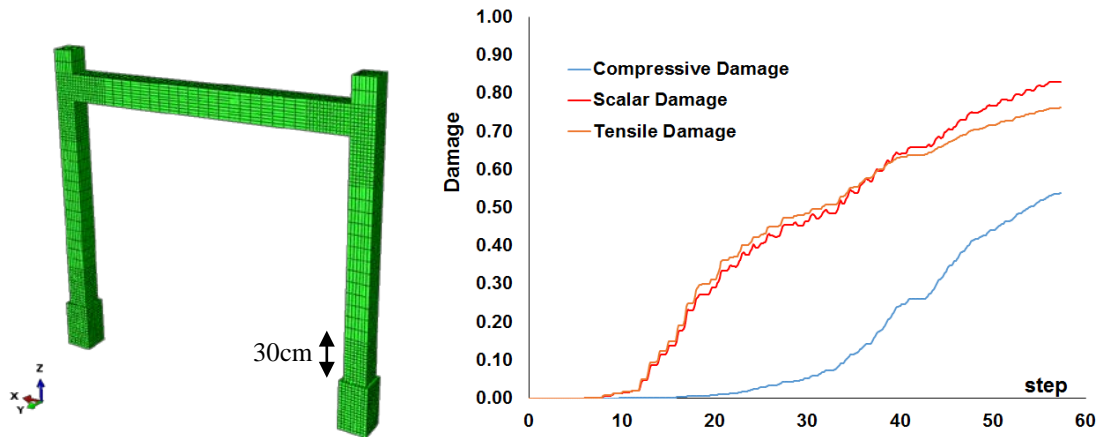 30cm
Z
X
Y
Damage
1.00
0.90
0.80
0.70
0.60
0.50
0.40
0.30
0.20
0.10
0.00
Compressive Damage
Scalar Damage
Tensile Damage
step
0 10 20 30 40 50 60